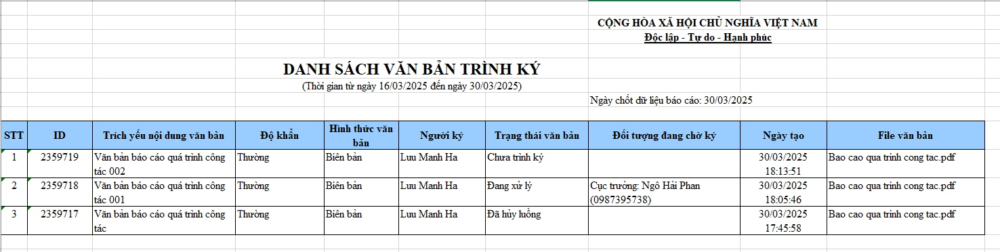 CỘNG HÒA XÃ HỘI CHỦ NGHĨA VIỆT NAM
Độc lập - Tự do - Hạnh phúc
DANH SÁCH VĂN BẢN TRÌNH KÝ
(Thời gian từ ngày 16/03/2025 đến ngày 30/03/2025)
Ngày chốt dữ liệu báo cáo: 30/03/2025
STT ID Trích yếu nội dung văn bản Độ khẩn Hình thức văn bản Người ký Trạng thái văn bản Đối tượng đang chờ ký Ngày tạo File văn bản
1 2359719 Văn bản báo cáo quá trình công tác 002 Thường Biên bản Luu Manh Ha Chưa trình ký 30/03/2025 18:13:51 Bao cao qua trinh cong tac.pdf
2 2359718 Văn bản báo cáo quá trình công tác 001 Thường Biên bản Luu Manh Ha Đang xử lý Cục trưởng: Ngô Hải Phan (0987395738) 30/03/2025 18:05:46 Bao cao qua trinh cong tac.pdf
3 2359717 Văn bản báo cáo quá trình công tác Thường Biên bản Luu Manh Ha Đã hủy luồng 30/03/2025 17:45:58 Bao cao qua trinh cong tac.pdf